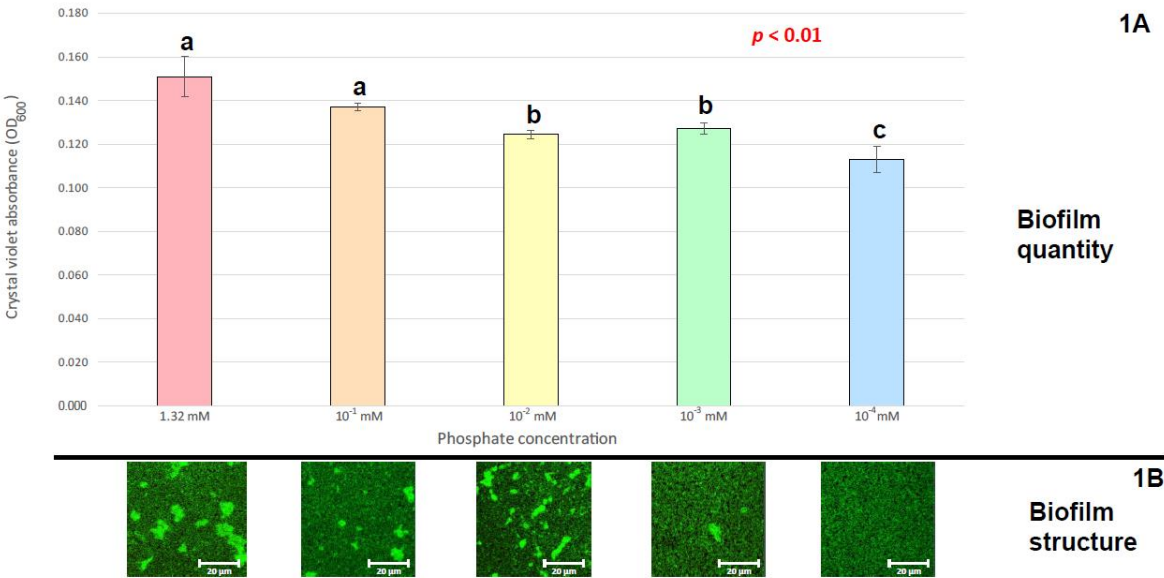 0.180
0.160
0.140
0.120
0.100
0.080
0.060
0.040
0.020
0.000
Crystal violet absorbance (OD600)
a
a
b
b
c
p < 0.01
1A
Biofilm
quantity
1.32 mM
10-1 mM
10-2 mM
10-3 mM
10-4 mM
Phosphate concentration
1B
20 µm
20 µm
20 µm
20 µm
20 µm
Biofilm
structure